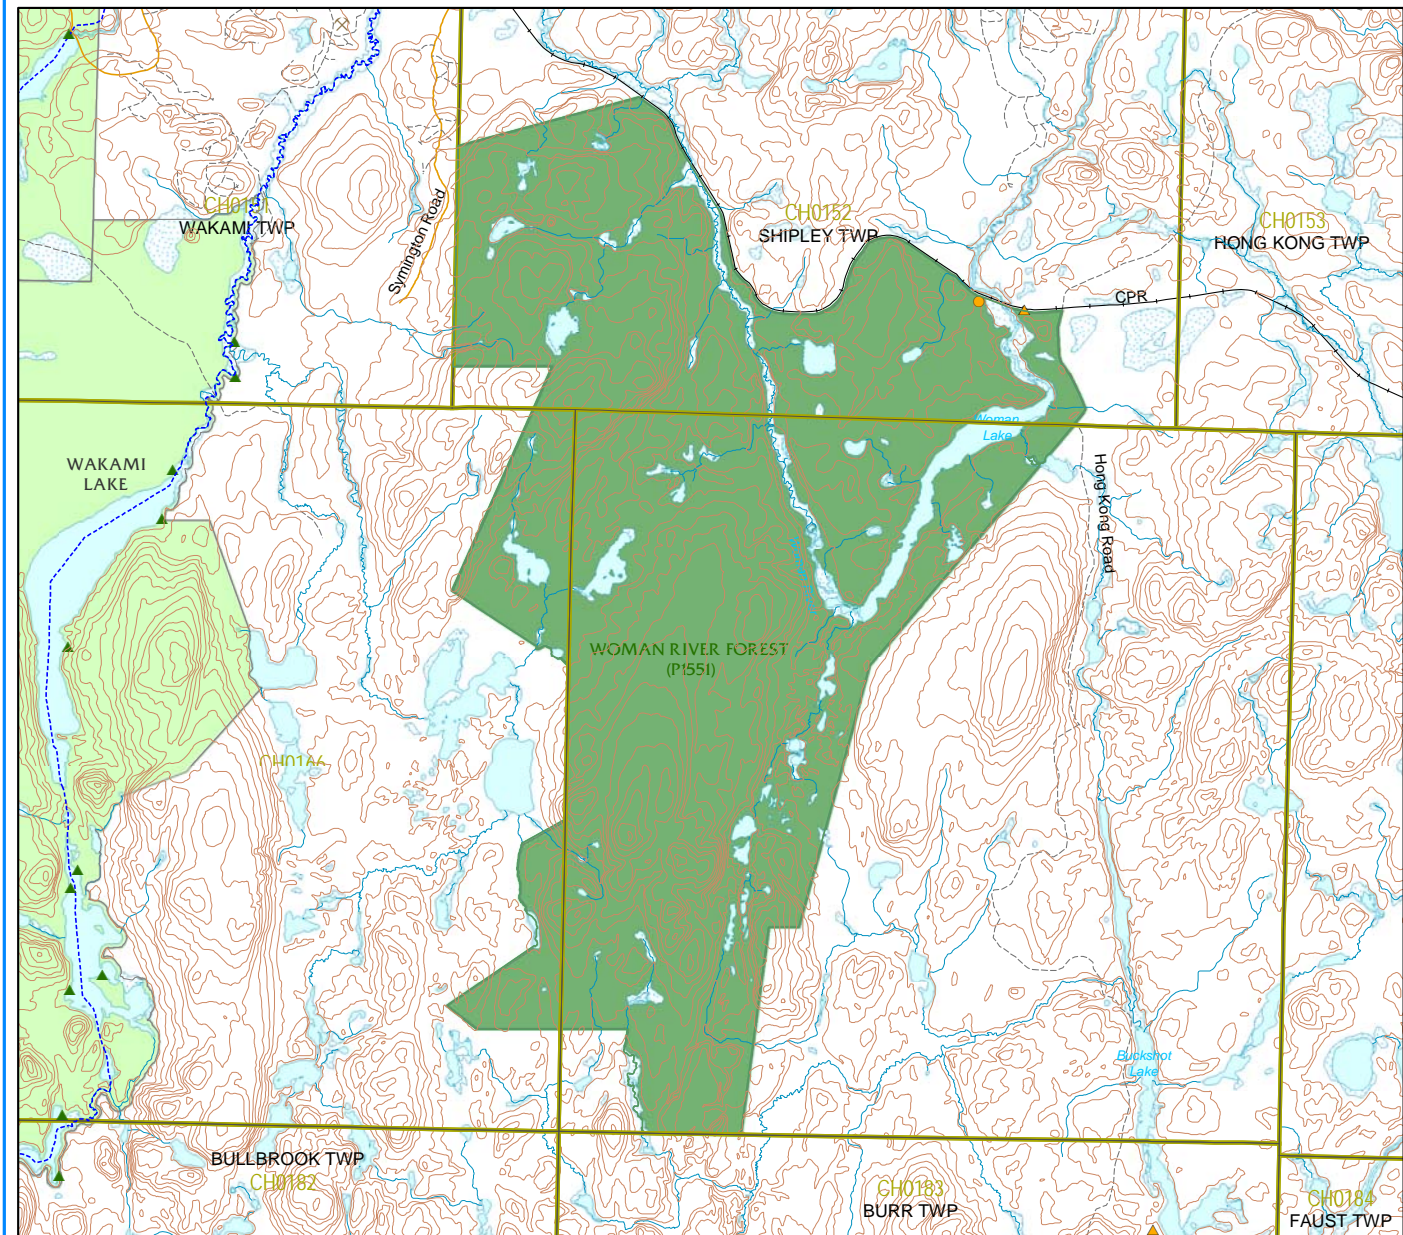 Symington Road
WAKAMI TWP
CH0152
SHIPLEY TWP
CH0153
HONG KONG TWP
CPR
Woman
Lake
WAKAMI
LAKE
Hong Kong Road
WOMAN RIVER FOREST
(P1551)
Buckshot
Lake
BULLBROOK TWP
CH0182
CH0183
BURR TWP
CH0184
FAUST TWP